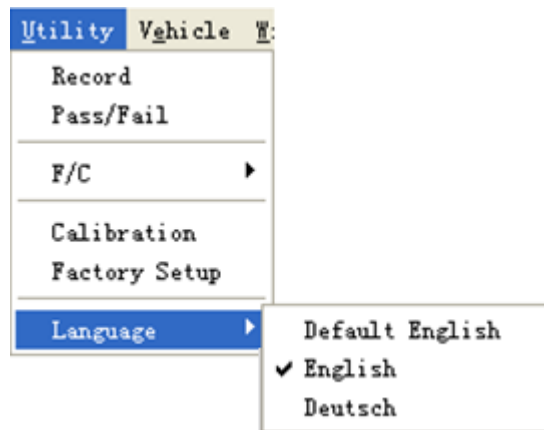 Utility Vehicle
Record
Pass/Fail
F/C
Calibration
Factory Setup
Language
Default English
English
Deutsch